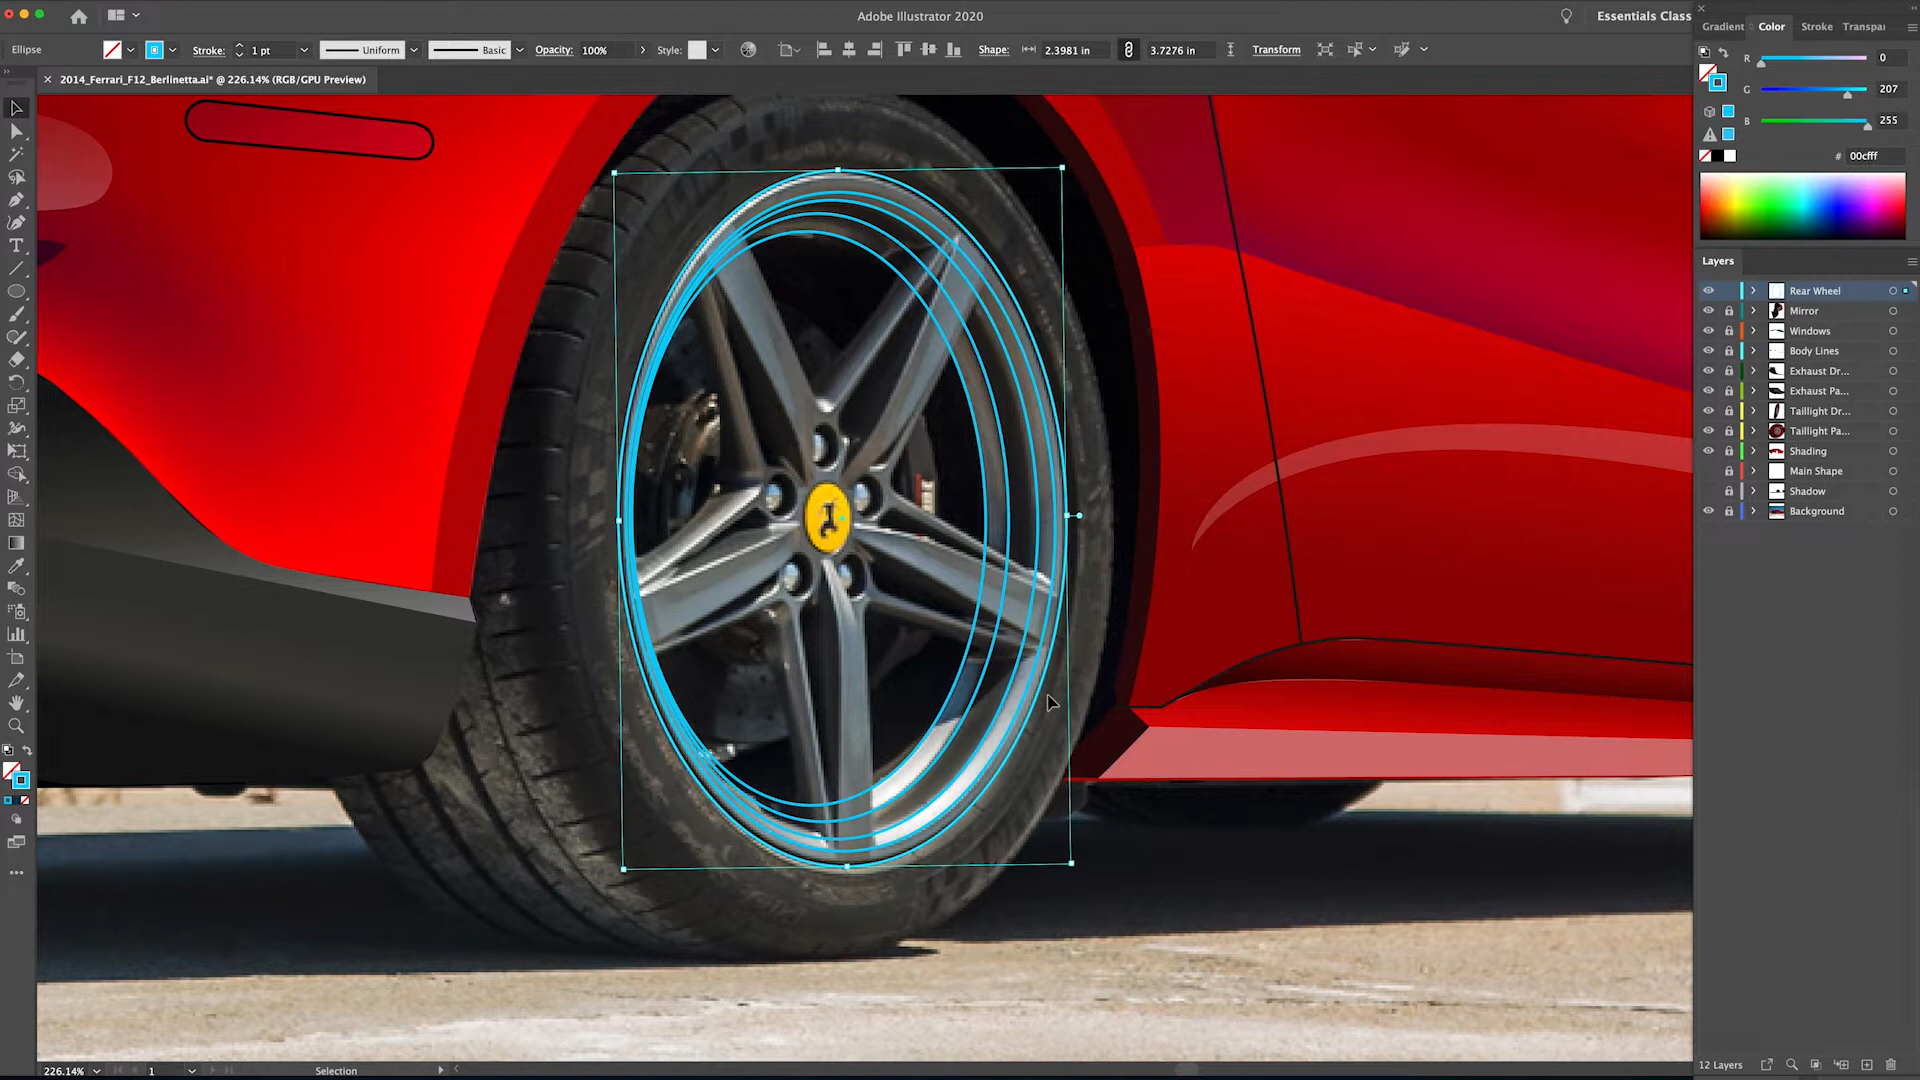 Adobe Illustrator 2020
Essentials Class
Ellipse
Stroke:
1 pt
Uniform
Basic
Opacity:
100%
Style:
Shape:
2.3981 in
3.7276 in
Transform
2014_Ferrari_F12_Berlinetta.ai* @ 226.14% (RGB/GPU Preview)
Gradient
Color
Stroke
Transpar
R
0
G
207
B
255
#
00cfff
Layers
Rear Wheel
Mirror
Windows
Body Lines
Exhaust Dr...
Exhaust Pa...
Taillight Dr...
Taillight Pa...
Shading
Main Shape
Shadow
Background
12 Layers
226.14%
1
Selection